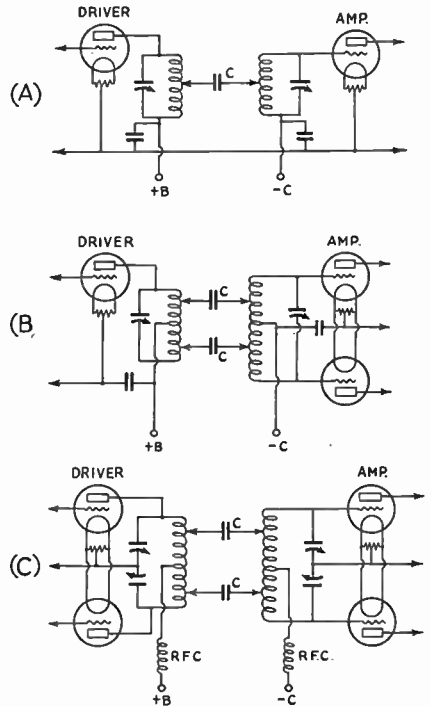 DRIVER
AMP.
(A)
C
+B
-C
DRIVER
AMP.
(B)
C
C
+B
-C
DRIVER
AMP.
(C)
C
C
RFC
R.F.C.
+B
-C